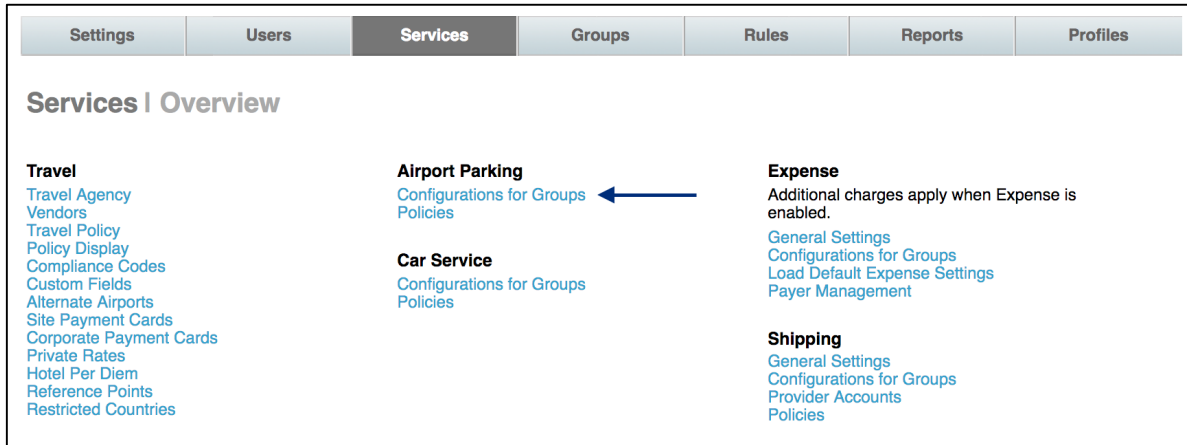 Settings Users Services Groups Rules Reports Profiles
Services | Overview
Travel
Travel Agency
Vendors
Travel Policy
Policy Display
Compliance Codes
Custom Fields
Alternate Airports
Site Payment Cards
Corporate Payment Cards
Private Rates
Hotel Per Diem
Reference Points
Restricted Countries
Airport Parking
Configurations for Groups
Policies
Car Service
Configurations for Groups
Policies
Expense
Additional charges apply when Expense is
enabled.
General Settings
Configurations for Groups
Load Default Expense Settings
Payer Management
Shipping
General Settings
Configurations for Groups
Provider Accounts
Policies